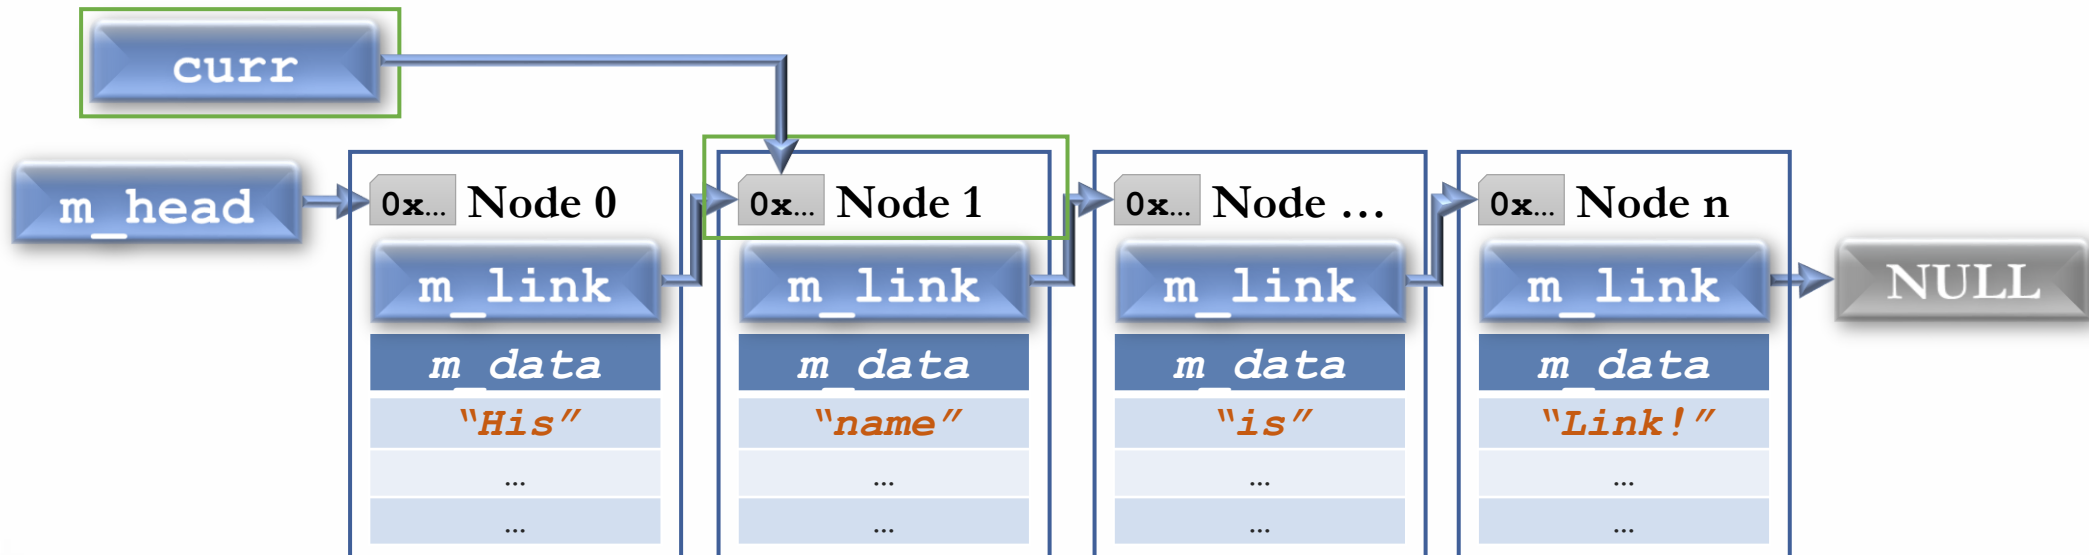 curr
m_head
0x… Node 0
0x… Node 1
0x… Node …
0x… Node n
m_link
m_link
m_link
m_link
NULL
m_data
m_data
m_data
m_data
“His”
“name”
“is”
“Link!”
…
…
…
…
…
…
…
…